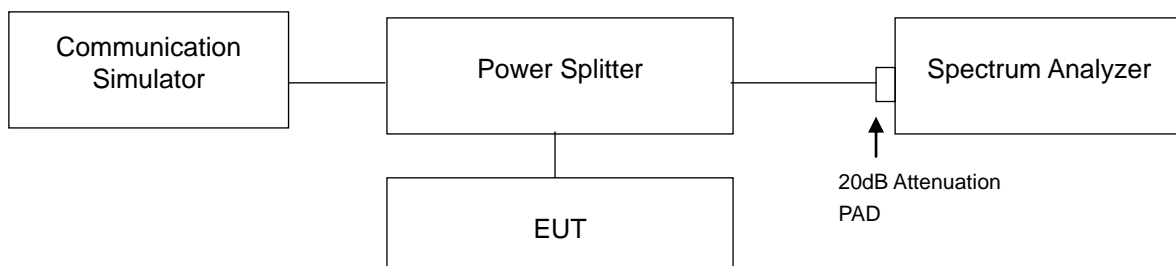 Communication
Simulator
Power Splitter
Spectrum Analyzer
20dB Attenuation
PAD
EUT